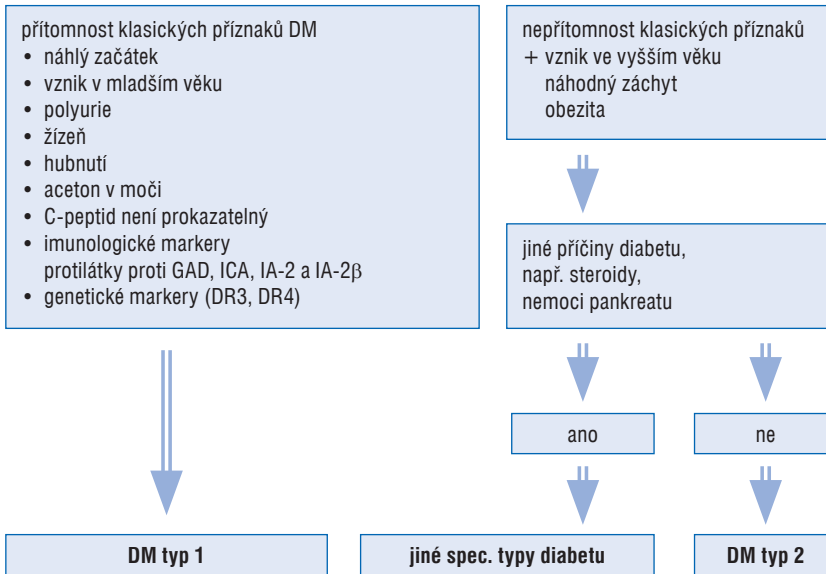 přítomnost klasických příznaků DM
• náhlý začátek
• vznik v mladším věku
• polyurie
• žízeň
• hubnutí
• aceton v moči
• C-peptid není prokazatelný
• imunologické markery
protilátky proti GAD, ICA, IA-2 a IA-2β
• genetické markery (DR3, DR4)
nepřítomnost klasických příznaků
+ vznik ve vyšším věku
náhodný záchyt
obezita
jiné příčiny diabetu,
např. steroidy,
nemoci pankreatu
ano
ne
DM typ 1
jiné spec. typy diabetu
DM typ 2